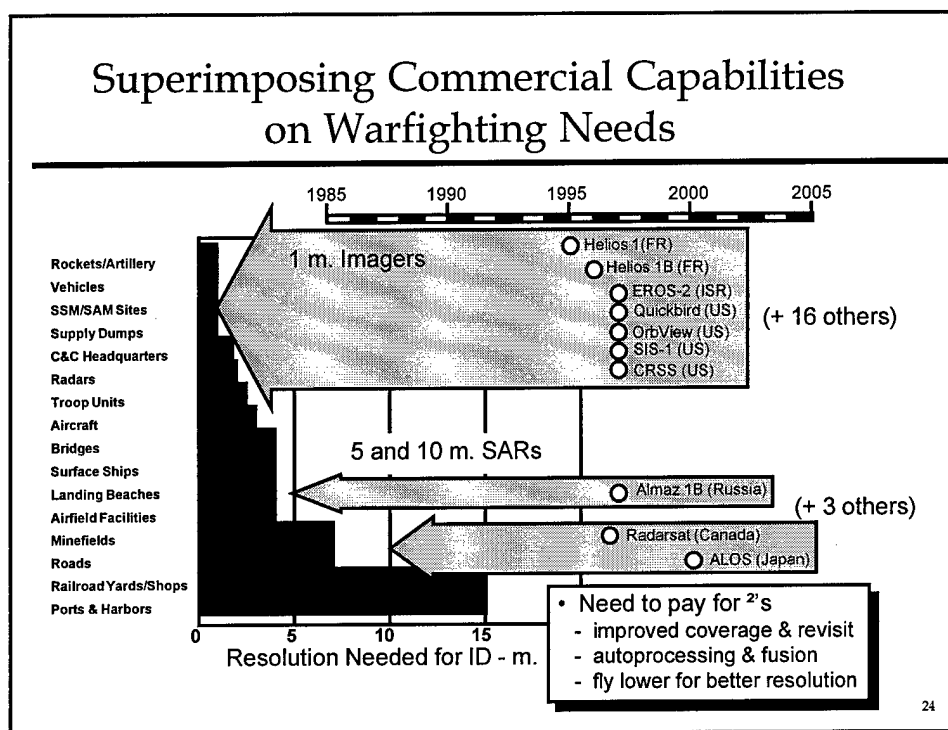 Superimposing Commercial Capabilities
on Warfighting Needs
1985 1990 1995 2000 2005
1 m. Imagers
Helios 1(FR)
Helios 1B (FR)
EROS-2 (ISR)
Quickbird (US)
OrbView (US)
SIS-1 (US)
CRSS (US)
(+ 16 others)
Rockets/Artillery
Vehicles
SSM/SAM Sites
Supply Dumps
C&C Headquarters
Radars
Troop Units
Aircraft
Bridges
Surface Ships
Landing Beaches
Airfield Facilities
Minefields
Roads
Railroad Yards/Shops
Ports & Harbors
5 and 10 m. SARs
Almaz 1B (Russia)
(+ 3 others)
Radarsat (Canada)
ALOS (Japan)
0 5 10 15
Resolution Needed for ID - m.
• Need to pay for ²'s
- improved coverage & revisit
- autoprocessing & fusion
- fly lower for better resolution
24